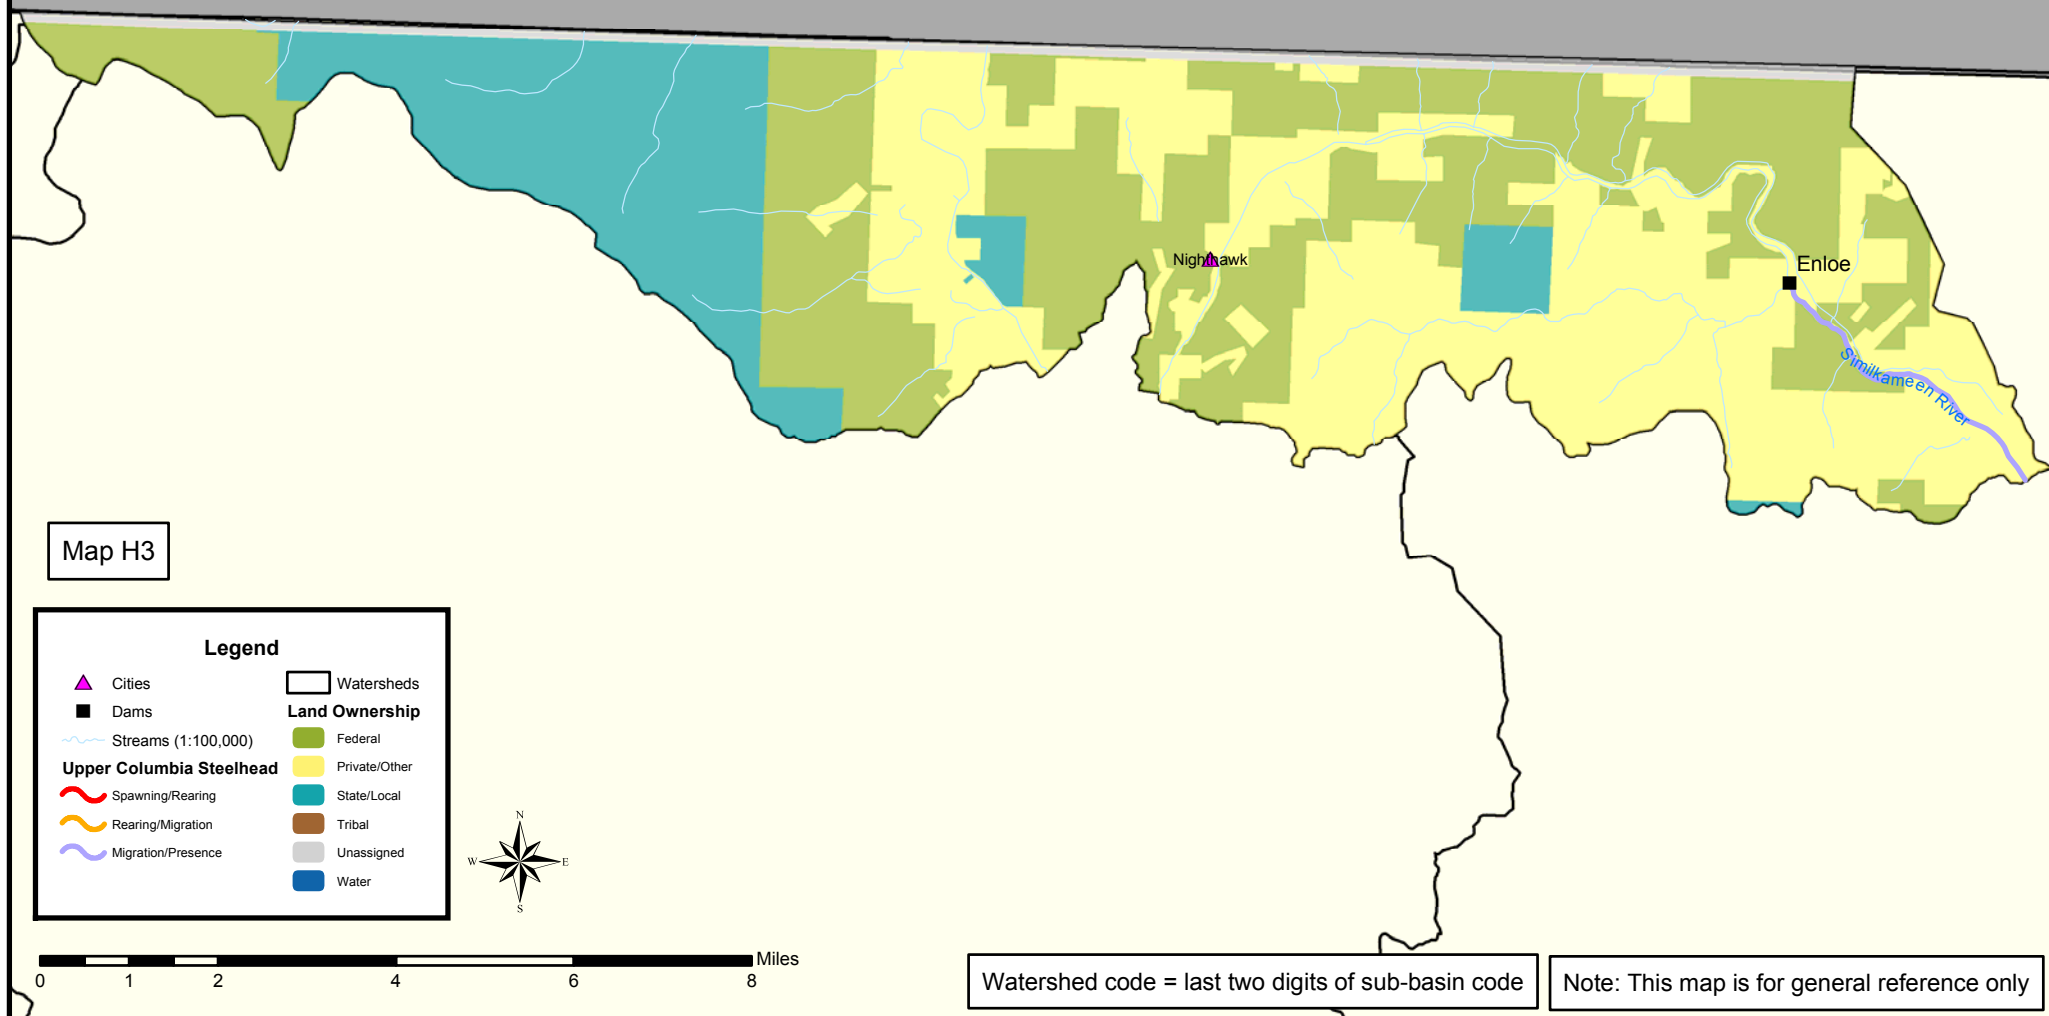 Nighthawk
Enloe
Similkameen River
Map H3
Legend
Cities
Dams
Streams (1:100,000)
Upper Columbia Steelhead
Spawning/Rearing
Rearing/Migration
Migration/Presence
Watersheds
Land Ownership
Federal
Private/Other
State/Local
Tribal
Unassigned
Water
N
W E
S
Miles
0 1 2 4 6 8
Watershed code = last two digits of sub-basin code
Note: This map is for general reference only